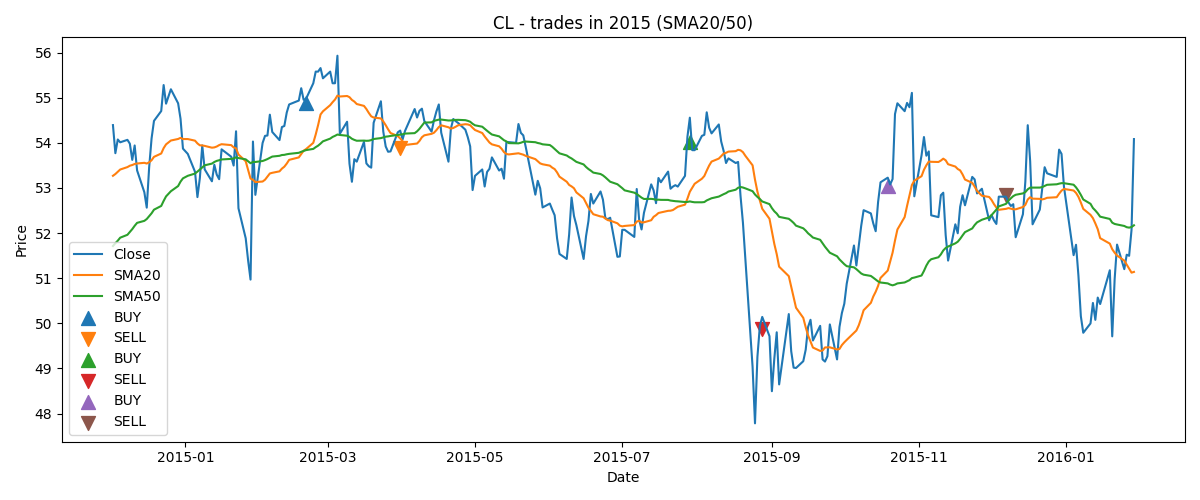 CL - trades in 2015 (SMA20/50)
Price
56
55
54
53
52
51
50
49
48
Close
SMA20
SMA50
BUY
SELL
BUY
SELL
BUY
SELL
2015-01
2015-03
2015-05
2015-07
2015-09
2015-11
2016-01
Date